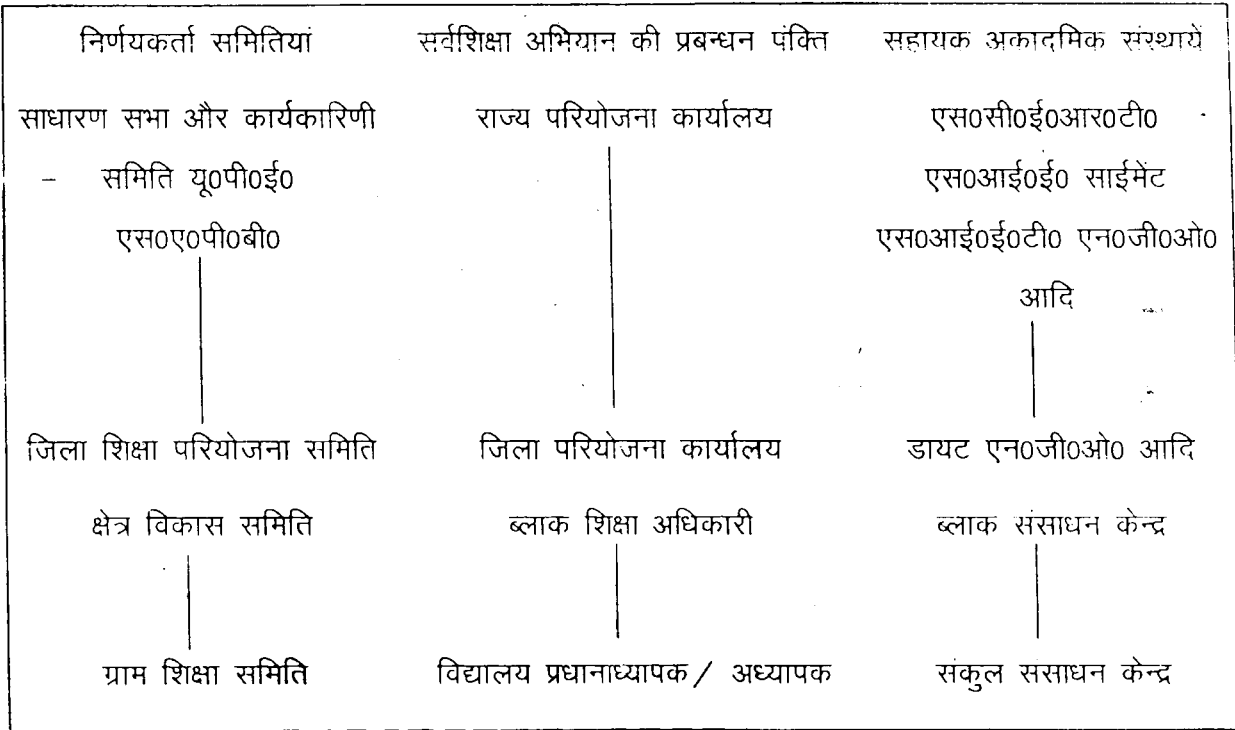 निर्णयकर्ता समितियां सर्वशिक्षा अभियान की प्रबन्धन पंक्ति सहायक अकादमिक संस्थायें
साधारण सभा और कार्यकारिणी राज्य परियोजना कार्यालय एस0सी0ई0आर0टी0
समिति यू0पी0ई0 एस0आई0ई0 साईमेंट
एस0ए0पी0बी0 एस0आई0ई0टी0 एन0जी0ओ0
आदि
जिला शिक्षा परियोजना समिति जिला परियोजना कार्यालय डायट एन0जी0ओ0 आदि
क्षेत्र विकास समिति ब्लाक शिक्षा अधिकारी ब्लाक संसाधन केन्द्र
ग्राम शिक्षा समिति विद्यालय प्रधानाध्यापक / अध्यापक संकुल संसाधन केन्द्र